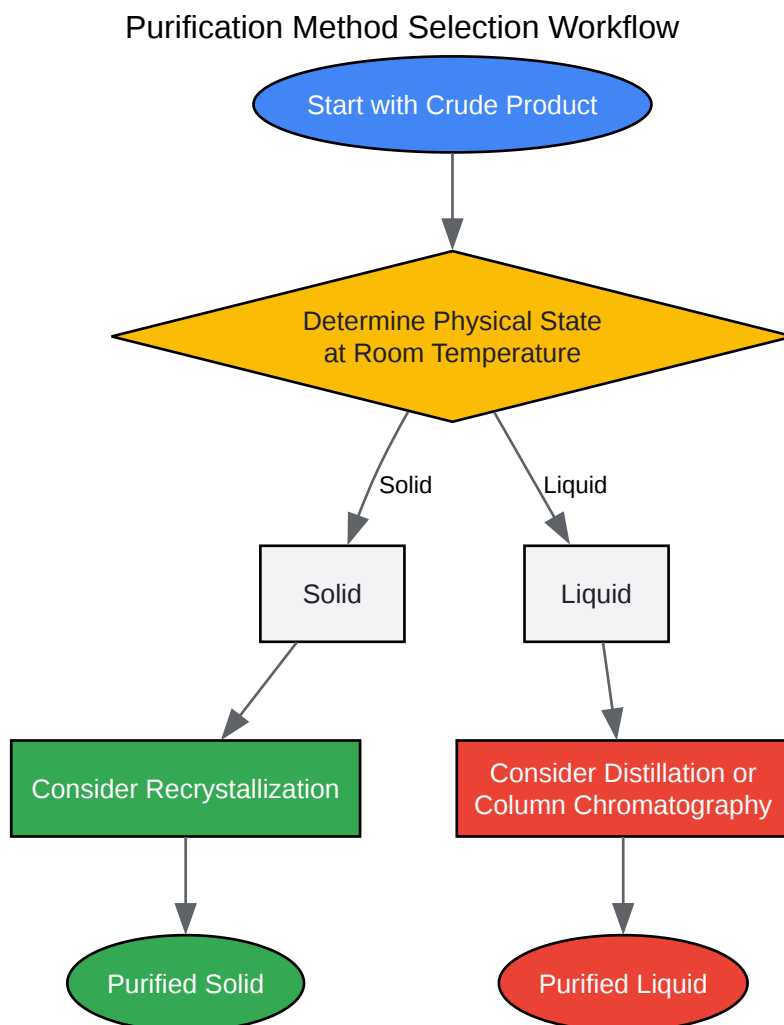 Purification Method Selection Workflow
Start with Crude Product
Determine Physical State
at Room Temperature
Solid
Liquid
Solid
Liquid
Consider Recrystallization
Consider Distillation or
Column Chromatography
Purified Solid
Purified Liquid